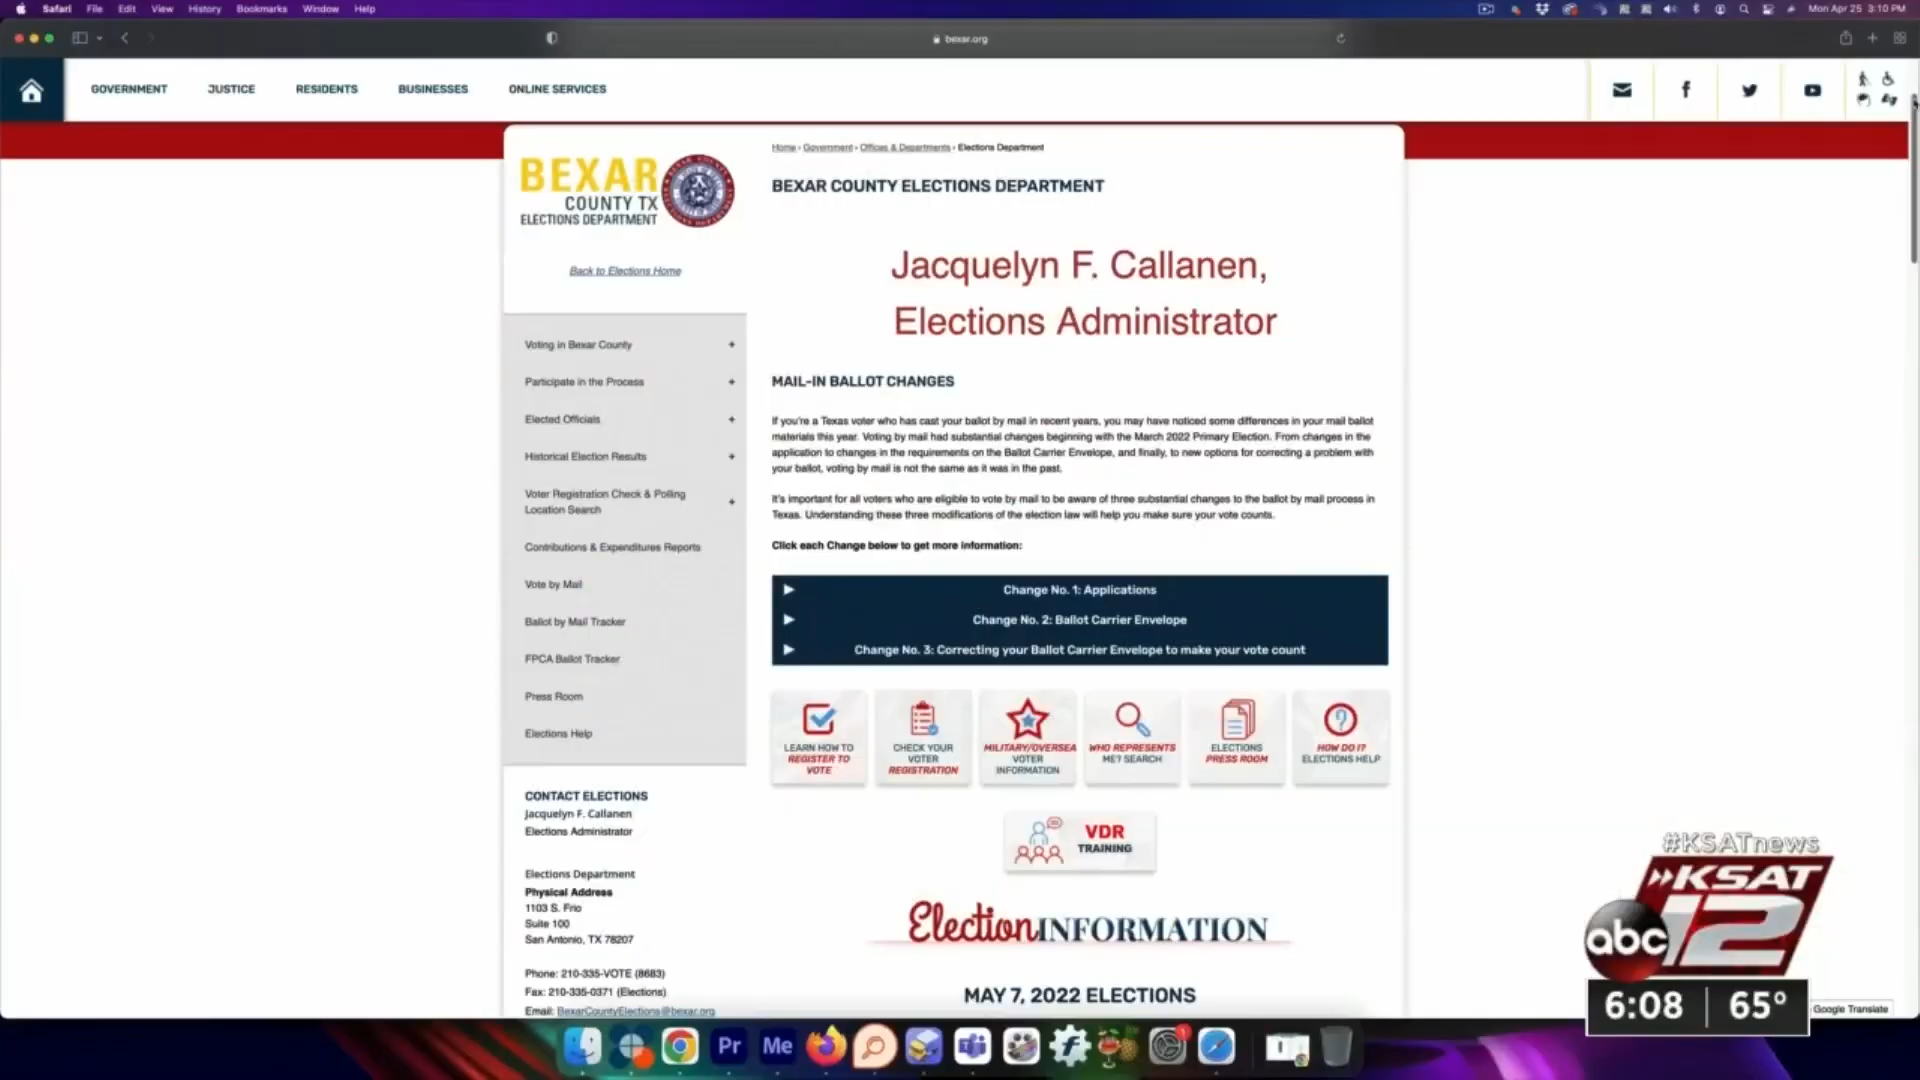 Safari File Edit View History Bookmarks Window Help
Mon Apr 25 3:10 PM
bexar.org
GOVERNMENT JUSTICE RESIDENTS BUSINESSES ONLINE SERVICES
BEXAR
COUNTY TX
ELECTIONS DEPARTMENT
Back to Elections Home
Voting in Bexar County +
Participate in the Process +
Elected Officials +
Historical Election Results +
Voter Registration Check & Polling
Location Search +
Contributions & Expenditures Reports
Vote by Mail
Ballot by Mail Tracker
FPCA Ballot Tracker
Press Room
Elections Help
CONTACT ELECTIONS
Jacquelyn F. Callanen
Elections Administrator
Elections Department
Physical Address
1103 S. Frio
Suite 100
San Antonio, TX 78207
Phone: 210-335-VOTE (8683)
Fax: 210-335-0371 (Elections)
Email: BexarCountyElections@bexar.org
Home › Government › Offices & Departments › Elections Department
BEXAR COUNTY ELECTIONS DEPARTMENT
Jacquelyn F. Callanen,
Elections Administrator
MAIL-IN BALLOT CHANGES
If you're a Texas voter who has cast your ballot by mail in recent years, you may have noticed some differences in your mail ballot
materials this year. Voting by mail had substantial changes beginning with the March 2022 Primary Election. From changes in the
application to changes in the requirements on the Ballot Carrier Envelope, and finally, to new options for correcting a problem with
your ballot, voting by mail is not the same as it was in the past.
It's important for all voters who are eligible to vote by mail to be aware of three substantial changes to the ballot by mail process in
Texas. Understanding these three modifications of the election law will help you make sure your vote counts.
Click each Change below to get more information:
Change No. 1: Applications
Change No. 2: Ballot Carrier Envelope
Change No. 3: Correcting your Ballot Carrier Envelope to make your vote count
LEARN HOW TO
REGISTER TO
VOTE
CHECK YOUR
VOTER
REGISTRATION
MILITARY/OVERSEA
VOTER
INFORMATION
WHO REPRESENTS
ME? SEARCH
ELECTIONS
PRESS ROOM
HOW DO I?
ELECTIONS HELP
VDR
TRAINING
Election INFORMATION
MAY 7, 2022 ELECTIONS
#KSATnews
KSAT
abc 12
6:08 65°
Google Translate
Pr Me